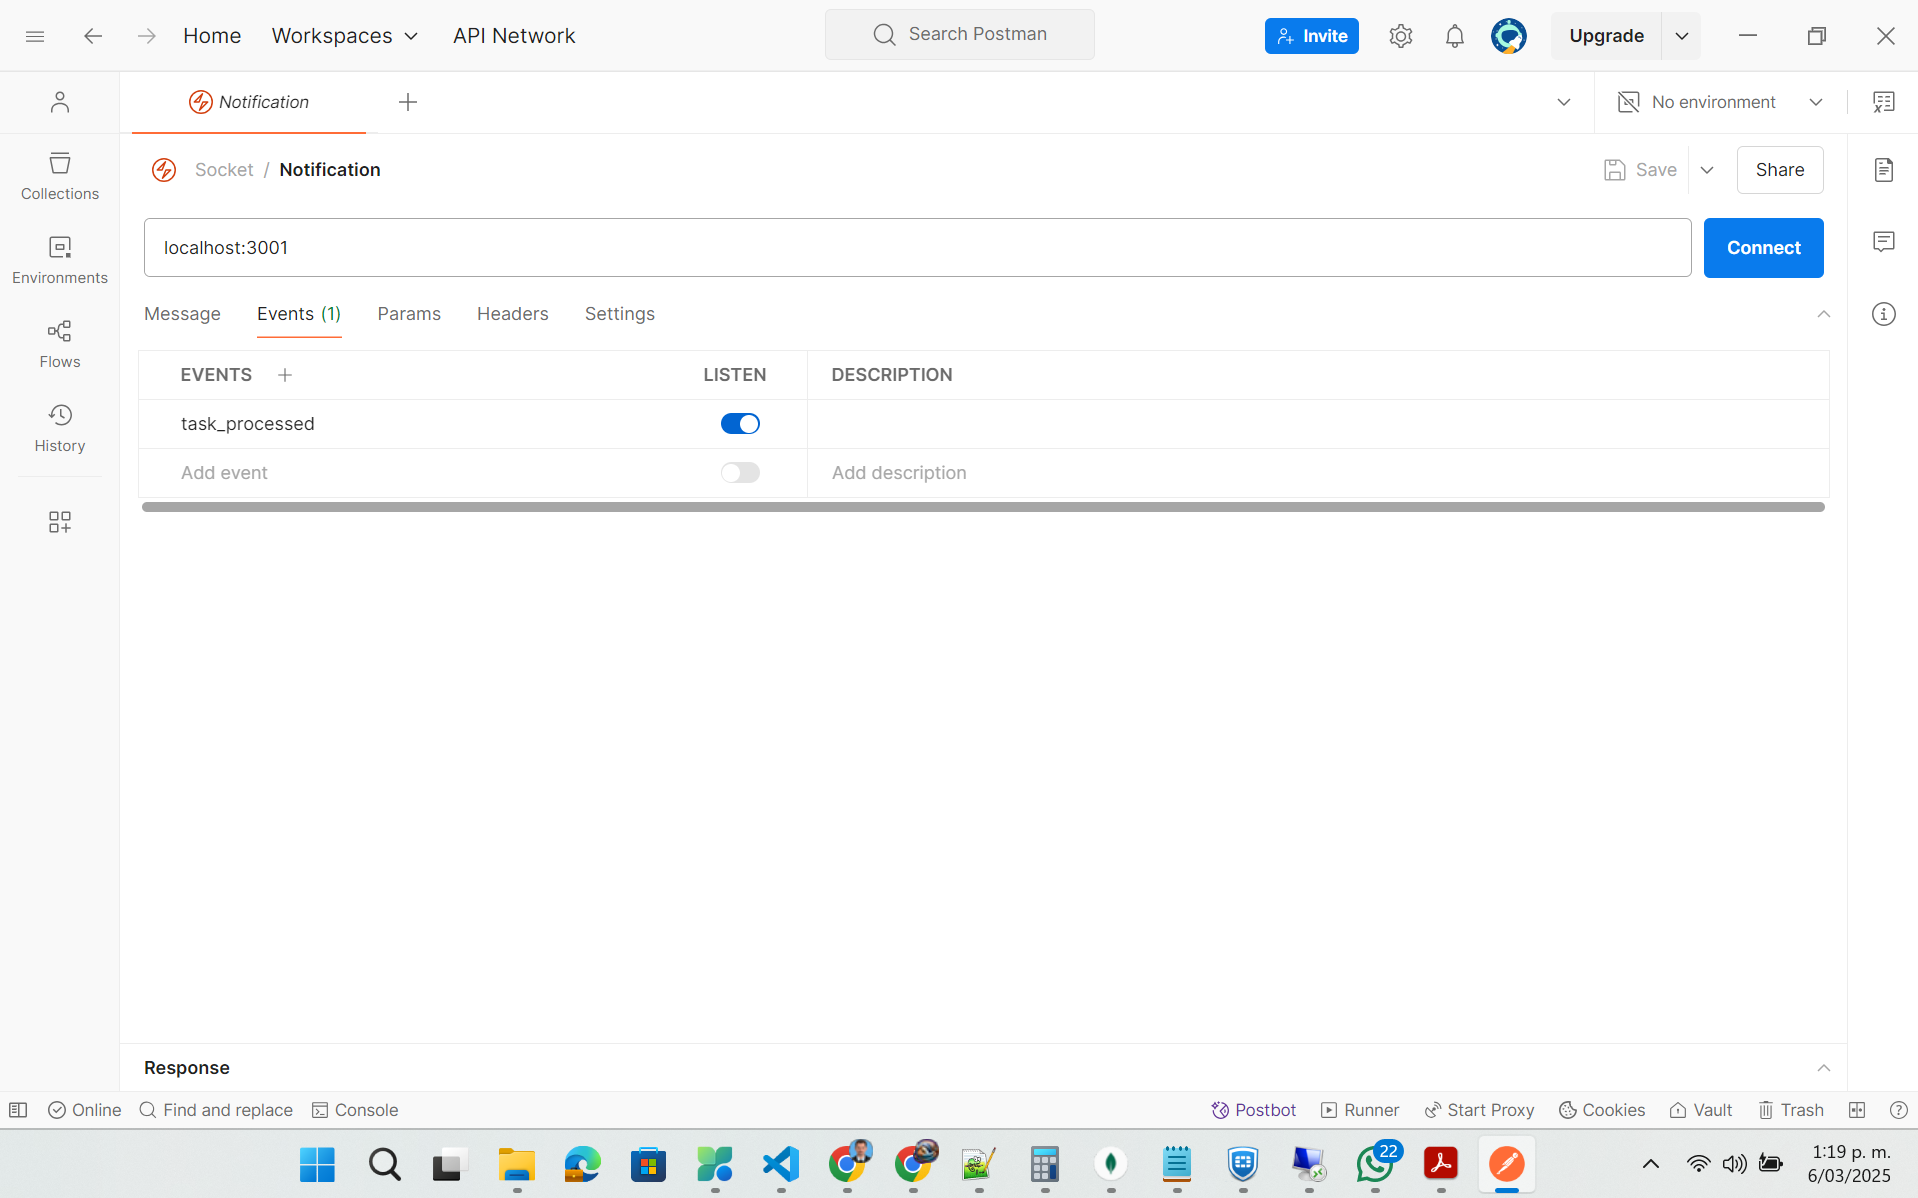 Home Workspaces API Network Search Postman Invite Upgrade
Notification No environment
Socket / Notification Save Share
Collections
localhost:3001 Connect
Environments
Message Events (1) Params Headers Settings
Flows
EVENTS LISTEN DESCRIPTION
task_processed
History
Add event Add description
Response
Online Find and replace Console Postbot Runner Start Proxy Cookies Vault Trash
22
1:19 p. m.
6/03/2025